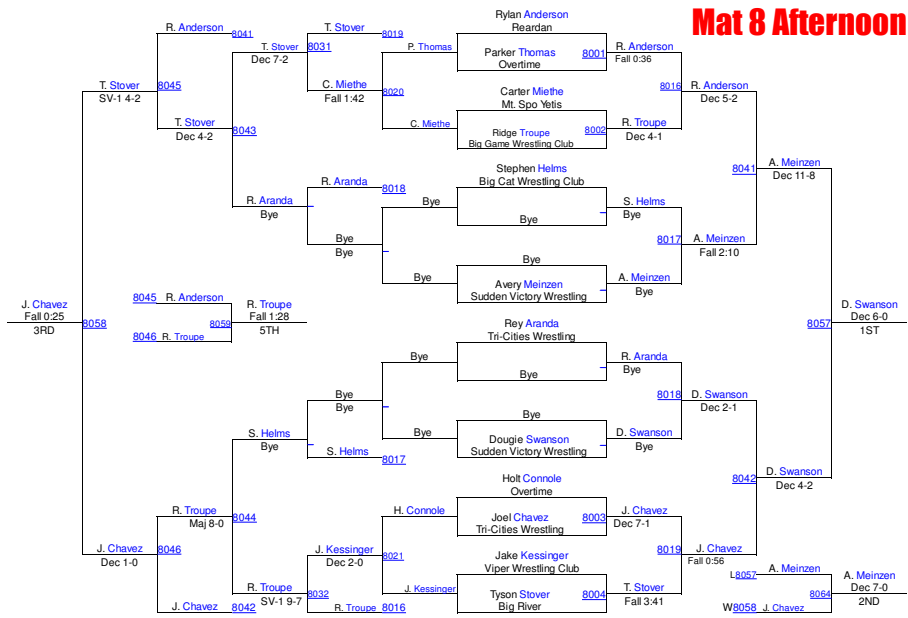 Mat 8 Afternoon
Rylan Anderson
Reardan
R. Anderson
8041
T. Stover
8019
T. Stover
8031
Dec 7-2
P. Thomas
Parker Thomas
8001
Overtime
R. Anderson
Fall 0:36
T. Stover
8045
SV-1 4-2
C. Miethe
Fall 1:42
8020
Carter Miethe
Mt. Spo Yetis
8016
R. Anderson
Dec 5-2
T. Stover
8043
Dec 4-2
C. Miethe
Ridge Troupe
8002
Big Game Wrestling Club
R. Troupe
Dec 4-1
Stephen Helms
Big Cat Wrestling Club
8041
A. Meinzen
Dec 11-8
R. Aranda
8018
R. Aranda
Bye
Bye
Bye
S. Helms
Bye
Bye
Bye
8017
A. Meinzen
Fall 2:10
Bye
Bye
Avery Meinzen
Sudden Victory Wrestling
A. Meinzen
Bye
J. Chavez
Fall 0:25
3RD
8058
8045
R. Anderson
8046
R. Troupe
8059
R. Troupe
Fall 1:28
5TH
D. Swanson
8057
Dec 6-0
1ST
Rey Aranda
Tri-Cities Wrestling
Bye
Bye
R. Aranda
Bye
Bye
Bye
8018
D. Swanson
Dec 2-1
Bye
Bye
Dougie Swanson
Sudden Victory Wrestling
D. Swanson
Bye
S. Helms
Bye
S. Helms
8017
8042
D. Swanson
Dec 4-2
Holt Connole
Overtime
R. Troupe
8044
Maj 8-0
H. Connole
Joel Chavez
8003
Tri-Cities Wrestling
J. Chavez
Dec 7-1
J. Chavez
8046
Dec 1-0
J. Kessinger
Dec 2-0
8021
Jake Kessinger
Viper Wrestling Club
8019
J. Chavez
Fall 0:56
L8057
A. Meinzen
R. Troupe
8032
SV-1 9-7
J. Kessinger
Tyson Stover
8004
Big River
T. Stover
Fall 3:41
8064
A. Meinzen
Dec 7-0
2ND
J. Chavez
8042
R. Troupe
8016
W8058
J. Chavez